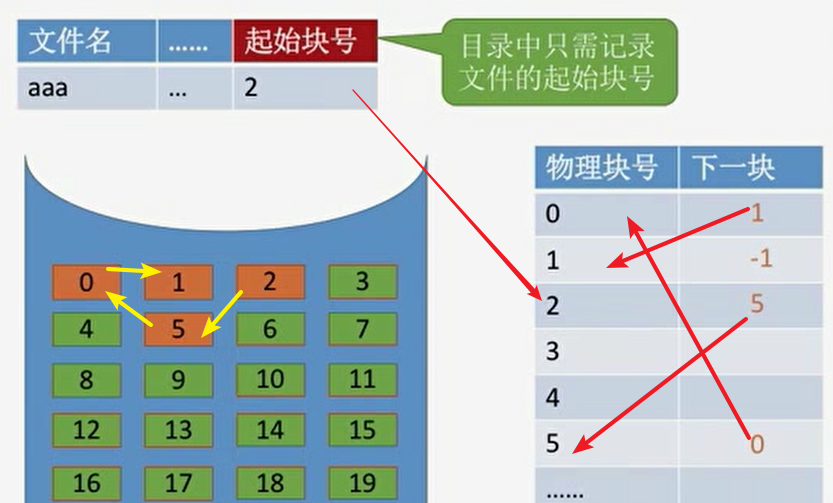 文件名 …… 起始块号
aaa ... 2
目录中只需记录
文件的起始块号
0 1 2 3
4 5 6 7
8 9 10 11
12 13 14 15
16 17 18 19
物理块号 下一块
0 1
1 -1
2 5
3
4
5 0
……